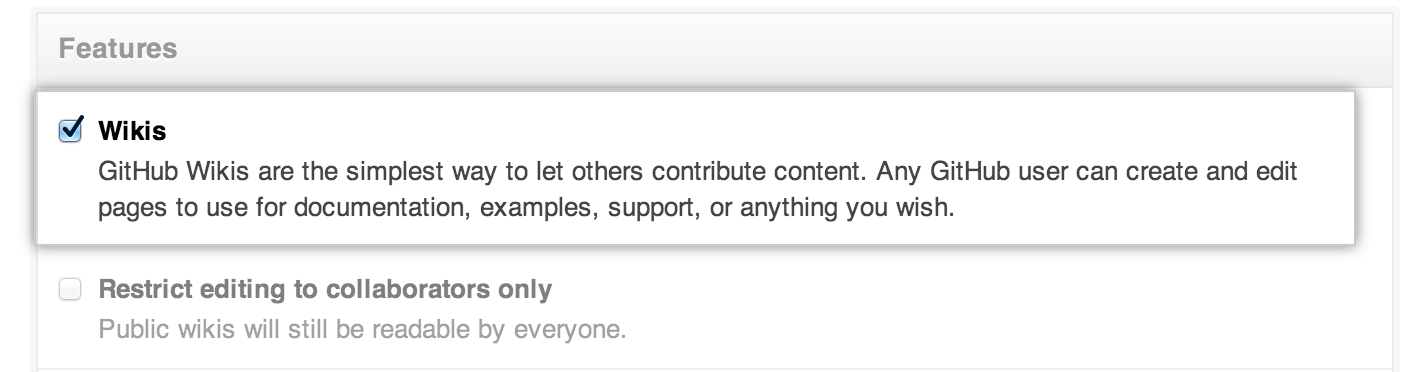 Features
Wikis
GitHub Wikis are the simplest way to let others contribute content. Any GitHub user can create and edit
pages to use for documentation, examples, support, or anything you wish.
Restrict editing to collaborators only
Public wikis will still be readable by everyone.